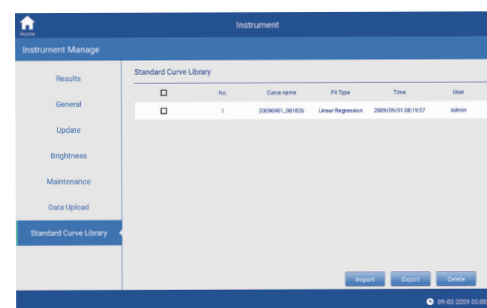 Instrument
Home
Instrument Manage
Results
General
Update
Brightness
Maintenance
Data Upload
Standard Curve Library
Standard Curve Library
No. Curve name Fit Type Time User
1 20090901_081826 Linear Regression 2009/09/01 08:19:37 Admin
Import Export Delete
09-02-2009 00:00